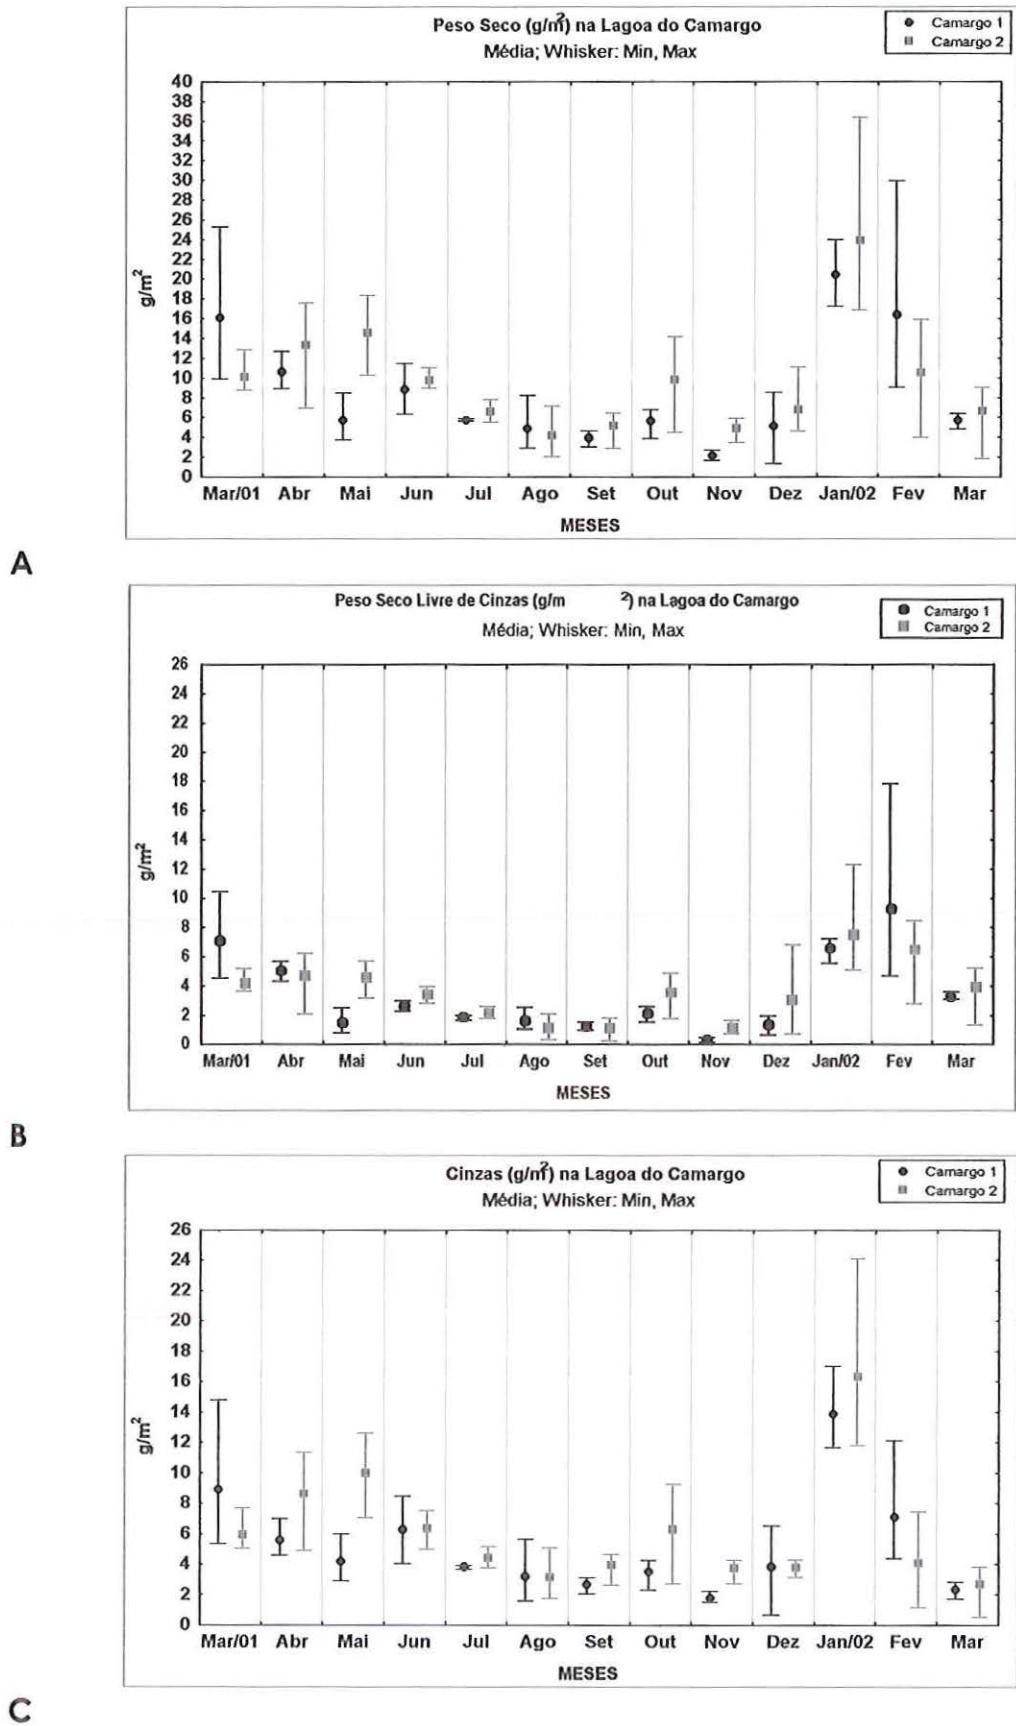 Peso Seco (g/m²) na Lagoa do Camargo
Média; Whisker: Min, Max
Camargo 1
Camargo 2
40
38
36
34
32
30
28
26
24
22
20
18
16
14
12
10
8
6
4
2
0
g/m²
Mar/01 Abr Mai Jun Jul Ago Set Out Nov Dez Jan/02 Fev Mar
MESES
A
Peso Seco Livre de Cinzas (g/m ²) na Lagoa do Camargo
Média; Whisker: Min, Max
Camargo 1
Camargo 2
26
24
22
20
18
16
14
12
10
8
6
4
2
0
g/m²
Mar/01 Abr Mai Jun Jul Ago Set Out Nov Dez Jan/02 Fev Mar
MESES
B
Cinzas (g/m²) na Lagoa do Camargo
Média; Whisker: Min, Max
Camargo 1
Camargo 2
26
24
22
20
18
16
14
12
10
8
6
4
2
0
g/m²
Mar/01 Abr Mai Jun Jul Ago Set Out Nov Dez Jan/02 Fev Mar
MESES
C